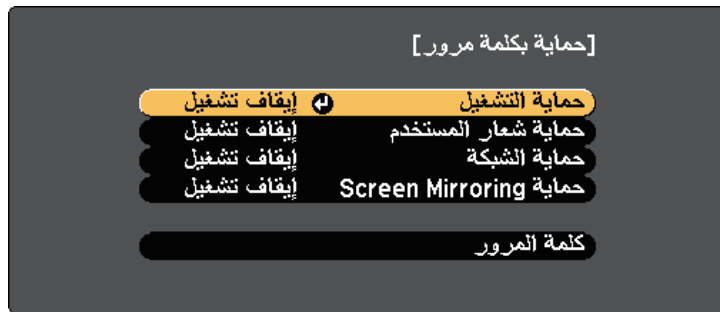 [حماية بكلمة مرور]
حماية التشغيل إيقاف تشغيل
حماية شعار المستخدم إيقاف تشغيل
حماية الشبكة إيقاف تشغيل
حماية Screen Mirroring إيقاف تشغيل
كلمة المرور